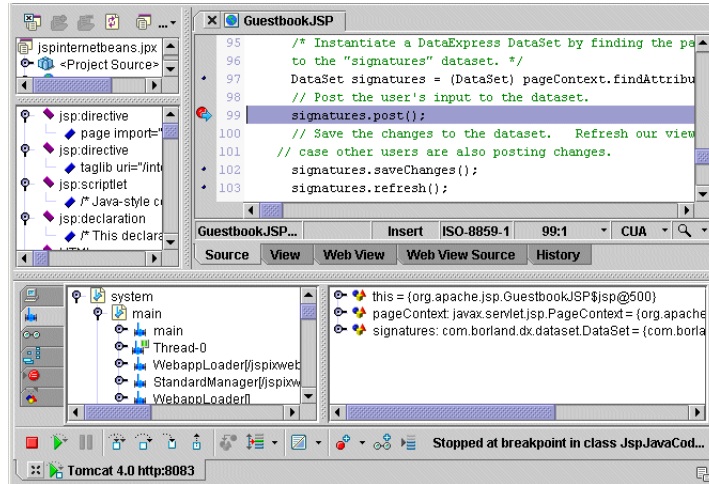 GuestbookJSP
jspinternetbeans.jpx
<Project Source>
jsp:directive
page import="
jsp:directive
taglib uri="/int
jsp:scriptlet
/* Java-style c
jsp:declaration
/* This declara
95 /* Instantiate a DataExpress DataSet by finding the pa
96 to the "signatures" dataset. */
97 DataSet signatures = (DataSet) pageContext.findAttribu
98 // Post the user's input to the dataset.
99 signatures.post();
100 // Save the changes to the dataset. Refresh our view
101 // case other users are also posting changes.
102 signatures.saveChanges();
103 signatures.refresh();
GuestbookJSP... Insert ISO-8859-1 99:1 CUA
Source View Web View Web View Source History
system
main
main
Thread-0
WebappLoader[/jspixweb
StandardManager[/jspixw
WebappLoader[]
this = {org.apache.jsp.GuestbookJSP$jsp@500}
pageContext: javax.servlet.jsp.PageContext = {org.apache
signatures: com.borland.dx.dataset.DataSet = {com.borla
Stopped at breakpoint in class JspJavaCod...
Tomcat 4.0 http:8083